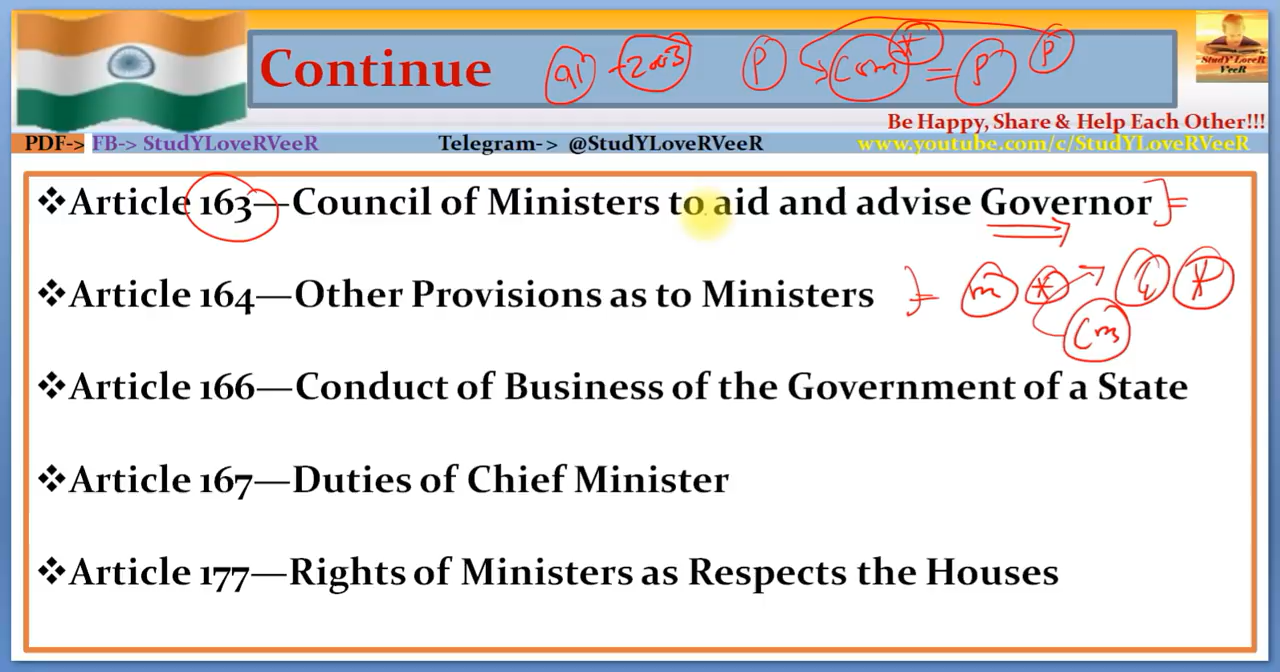 Continue
91 - 2003 P Com = P P
StudY LoveR
VeeR
Be Happy, Share & Help Each Other!!!
PDF-> FB-> StudYLoveRVeeR Telegram-> @StudYLoveRVeeR www.youtube.com/c/StudYLoveRVeeR
❖Article 163—Council of Ministers to aid and advise Governor
❖Article 164—Other Provisions as to Ministers
❖Article 166—Conduct of Business of the Government of a State
❖Article 167—Duties of Chief Minister
❖Article 177—Rights of Ministers as Respects the Houses